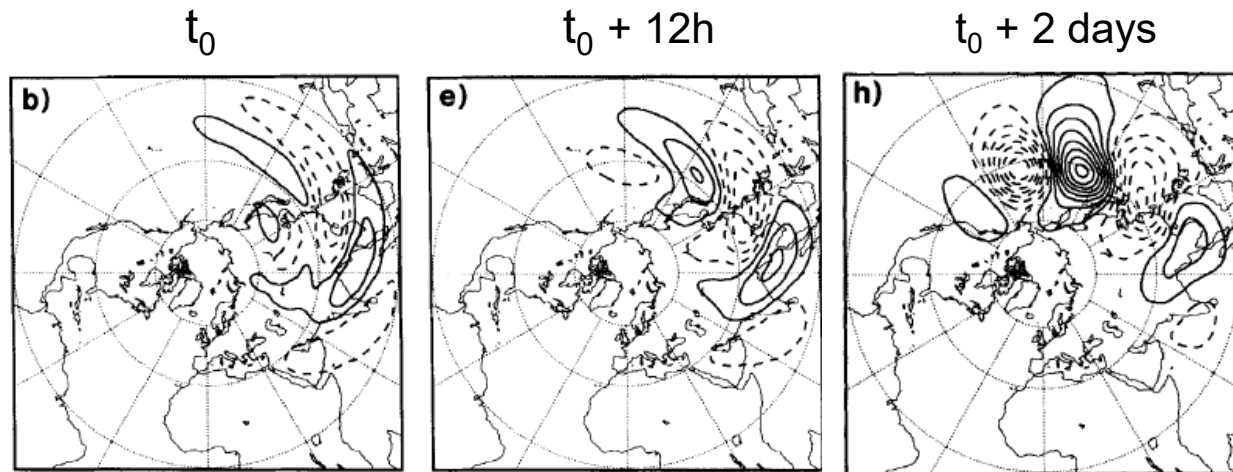 t₀
t₀ + 12h
t₀ + 2 days
b)
e)
h)